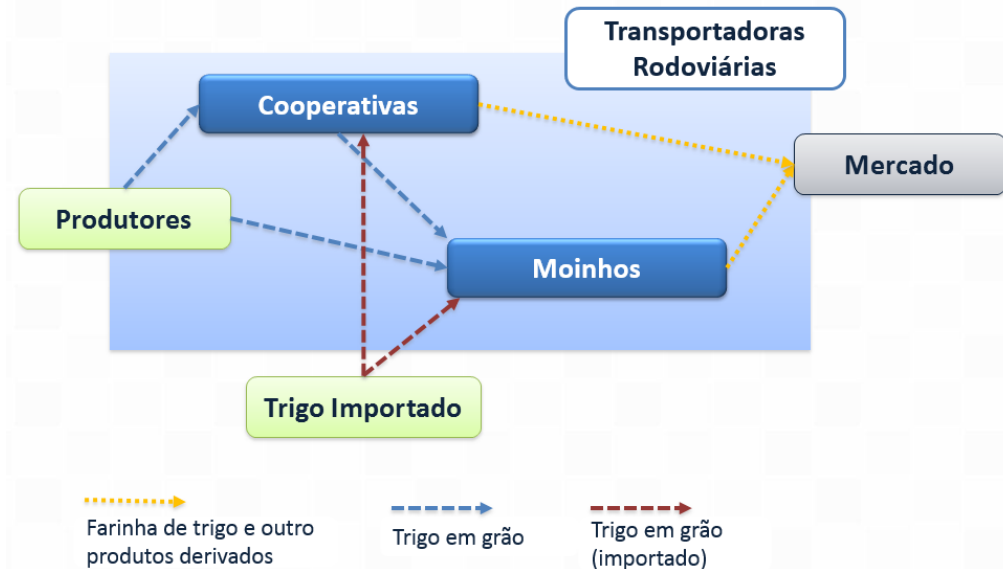 Transportadoras
Rodoviárias
Cooperativas
Mercado
Produtores
Moinhos
Trigo Importado
Farinha de trigo e outro
produtos derivados
Trigo em grão
Trigo em grão
(importado)